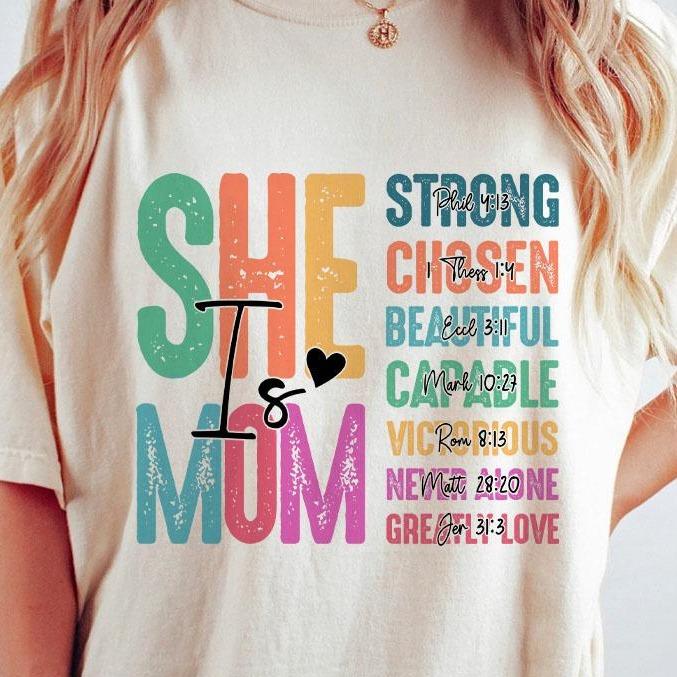 SHE
Is
MOM
STRONG
Phil 4:13
CHOSEN
1 Thess 1:4
BEAUTIFUL
Eccl 3:11
CAPABLE
Mark 10:27
VICTORIOUS
Rom 8:13
NEVER ALONE
Matt 28:20
GREATLY LOVE
Jer 31:3